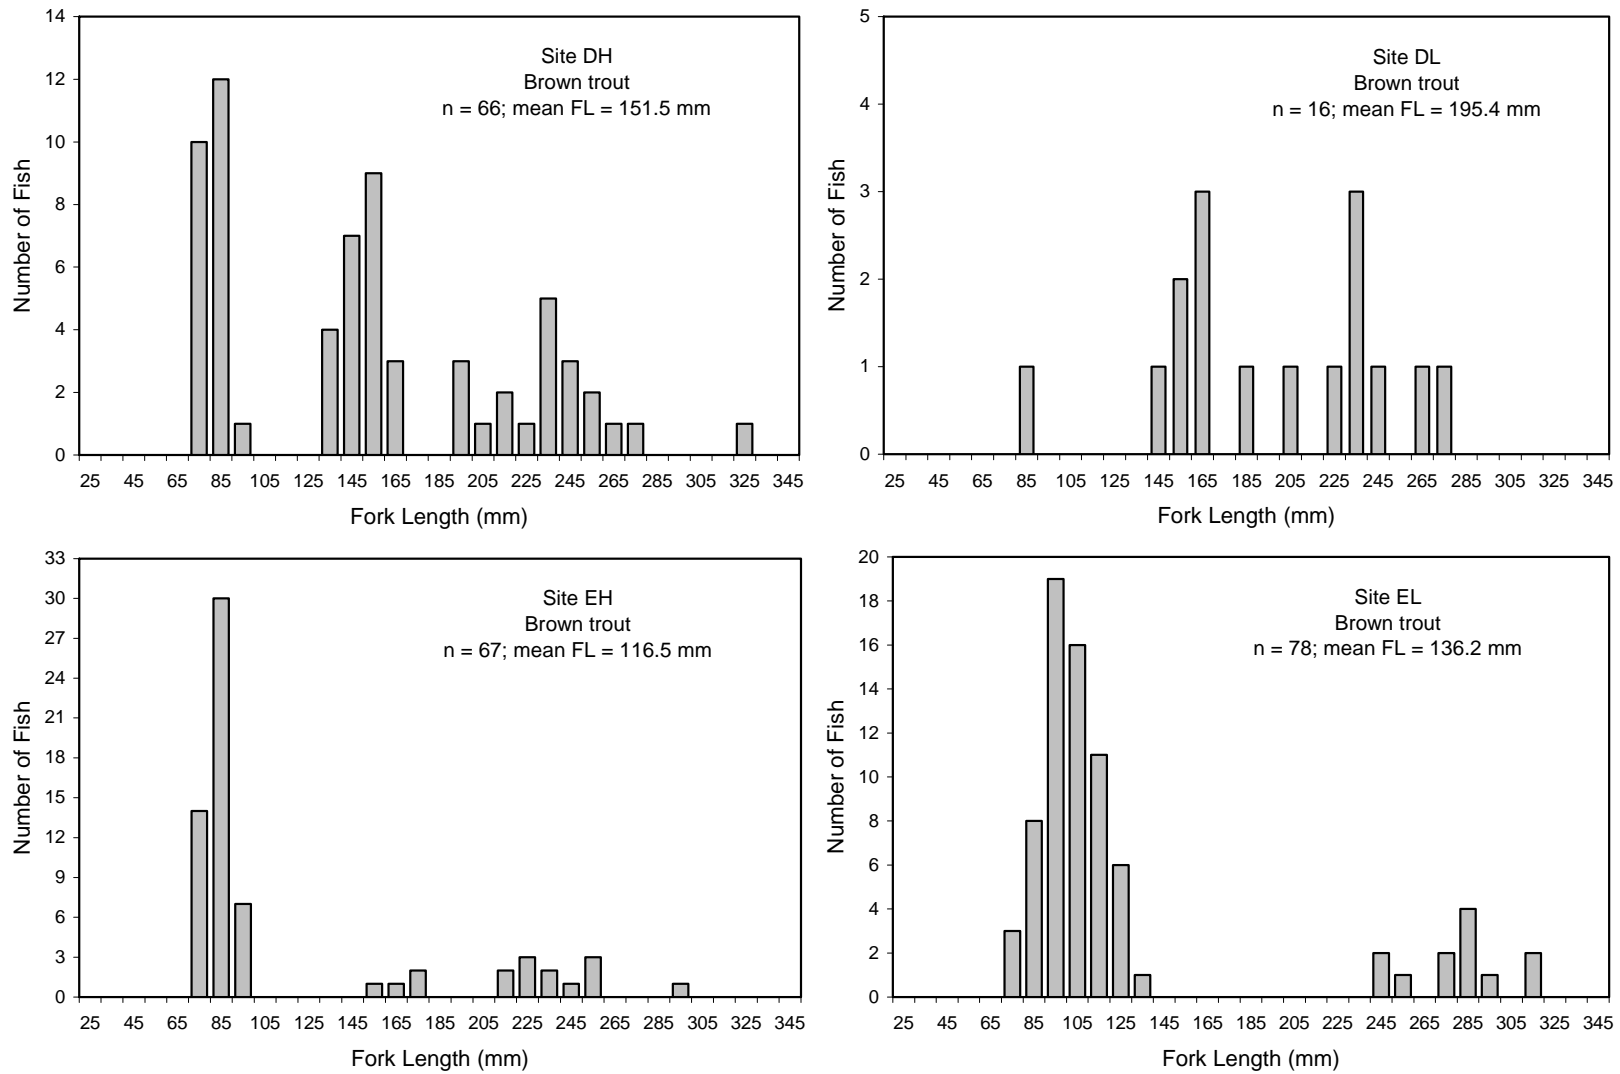 14
12
10
8
6
4
2
0
Number of Fish
Site DH
Brown trout
n = 66; mean FL = 151.5 mm
25 45 65 85 105 125 145 165 185 205 225 245 265 285 305 325 345
Fork Length (mm)
5
4
3
2
1
0
Number of Fish
Site DL
Brown trout
n = 16; mean FL = 195.4 mm
25 45 65 85 105 125 145 165 185 205 225 245 265 285 305 325 345
Fork Length (mm)
33
30
27
24
21
18
15
12
9
6
3
0
Number of Fish
Site EH
Brown trout
n = 67; mean FL = 116.5 mm
25 45 65 85 105 125 145 165 185 205 225 245 265 285 305 325 345
Fork Length (mm)
20
18
16
14
12
10
8
6
4
2
0
Number of Fish
Site EL
Brown trout
n = 78; mean FL = 136.2 mm
25 45 65 85 105 125 145 165 185 205 225 245 265 285 305 325 345
Fork Length (mm)